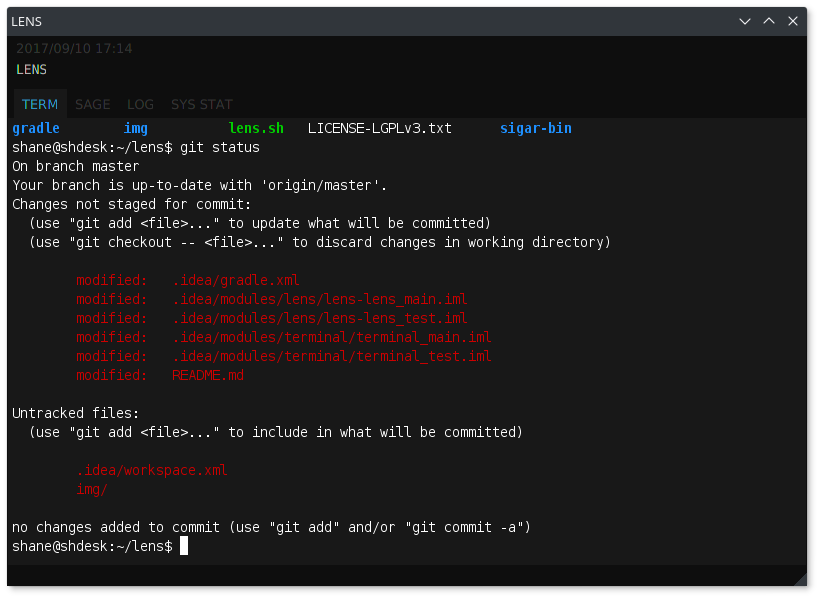 LENS
2017/09/10 17:14
LENS
TERM SAGE LOG SYS STAT
gradle img lens.sh LICENSE-LGPLv3.txt sigar-bin
shane@shdesk:~/lens$ git status
On branch master
Your branch is up-to-date with 'origin/master'.
Changes not staged for commit:
(use "git add <file>..." to update what will be committed)
(use "git checkout -- <file>..." to discard changes in working directory)
modified: .idea/gradle.xml
modified: .idea/modules/lens/lens-lens_main.iml
modified: .idea/modules/lens/lens-lens_test.iml
modified: .idea/modules/terminal/terminal_main.iml
modified: .idea/modules/terminal/terminal_test.iml
modified: README.md
Untracked files:
(use "git add <file>..." to include in what will be committed)
.idea/workspace.xml
img/
no changes added to commit (use "git add" and/or "git commit -a")
shane@shdesk:~/lens$